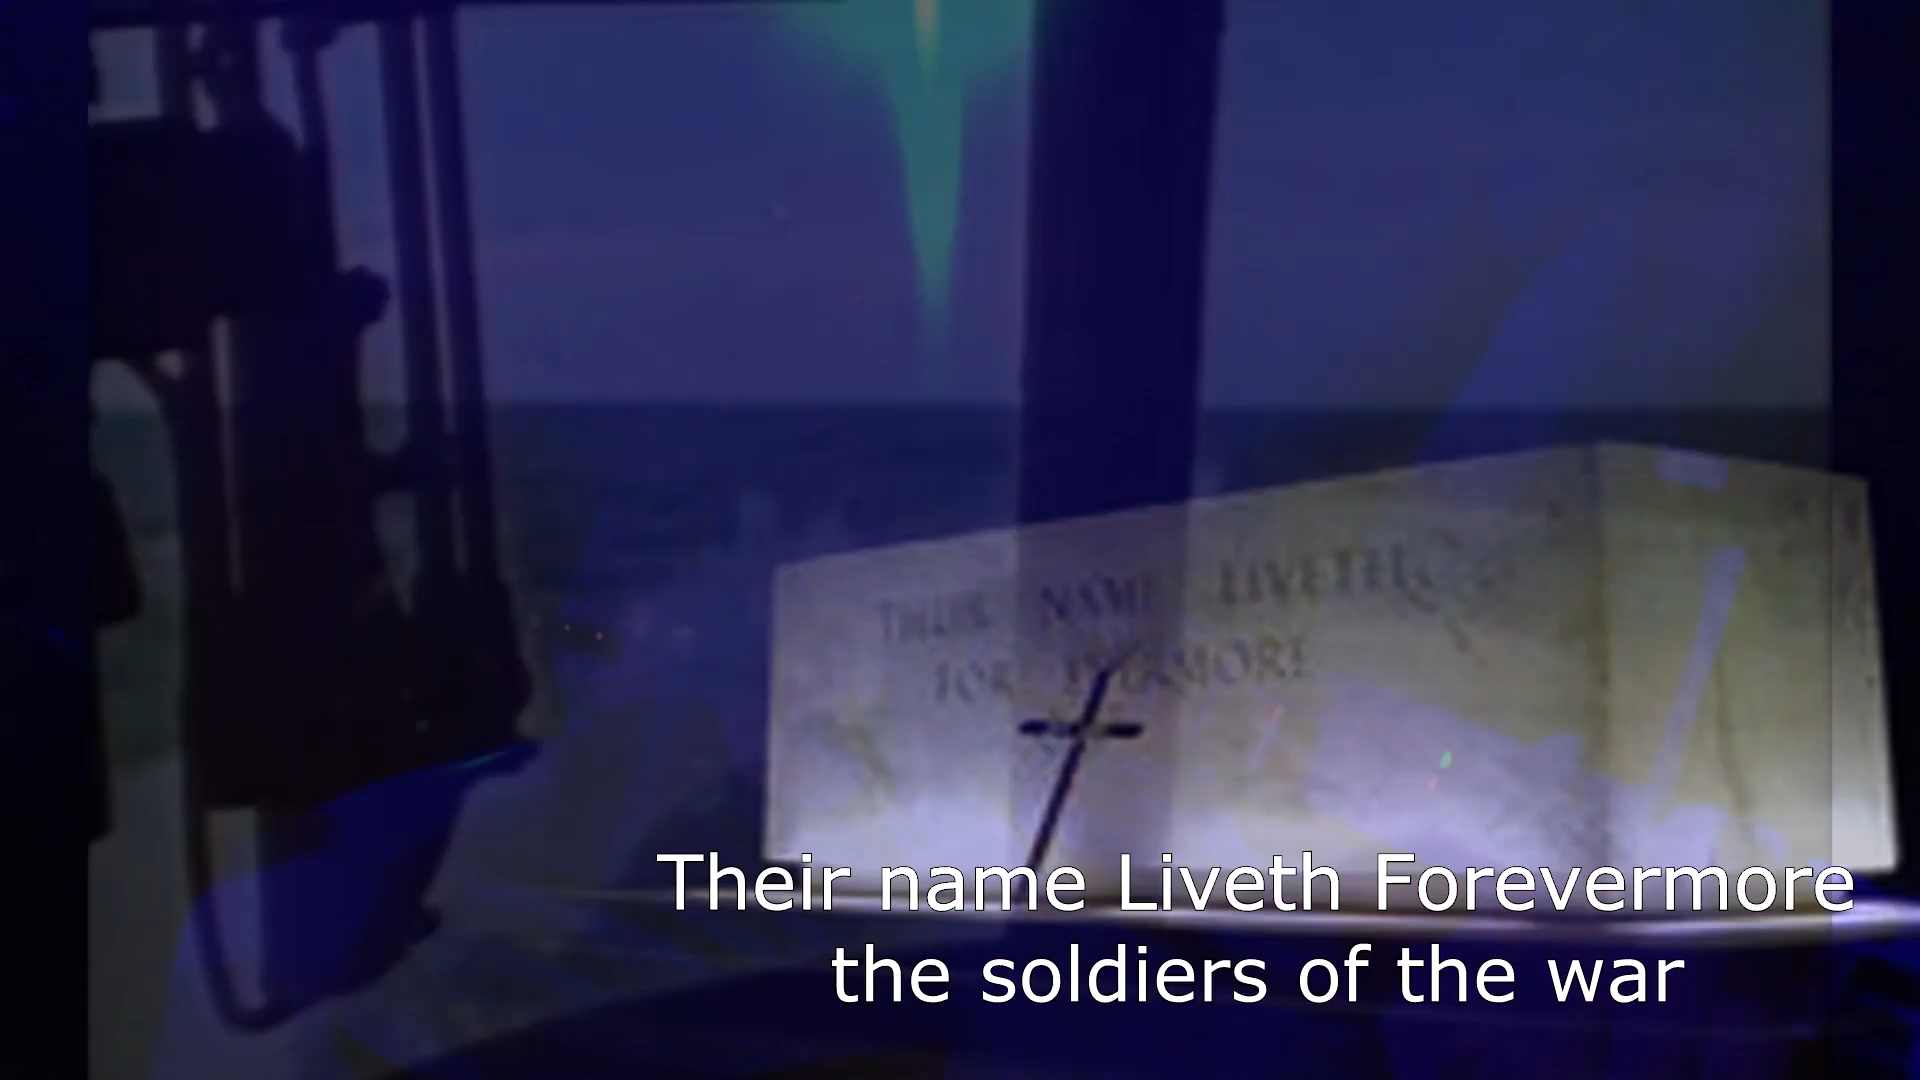 THEIR NAME LIVETH
FOR EVERMORE
Their name Liveth Forevermore
the soldiers of the war